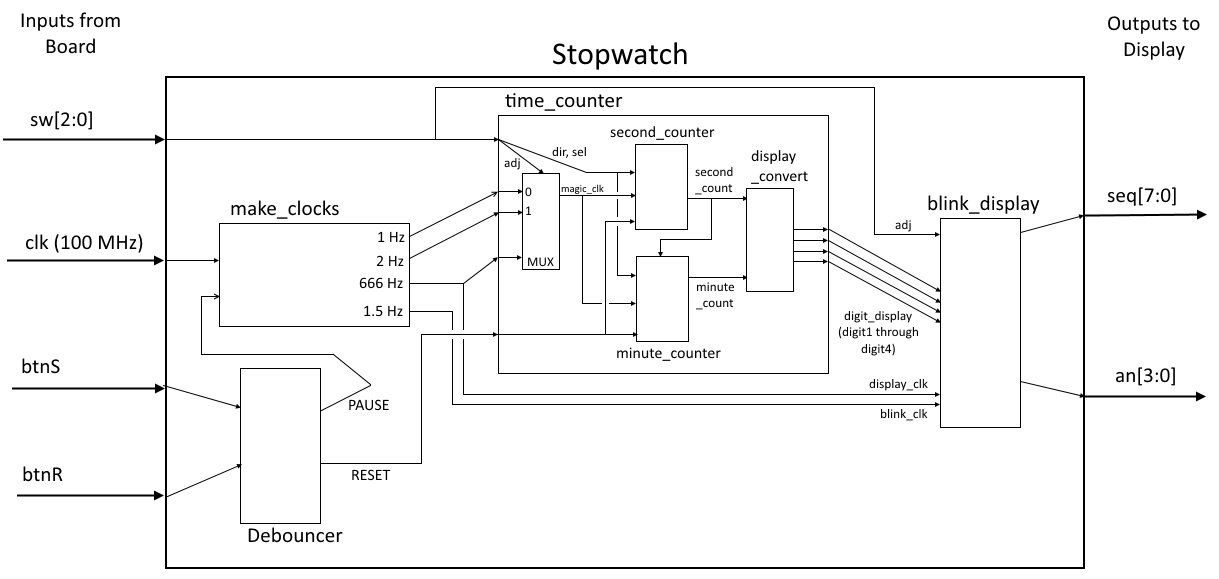 Inputs from
Board
Outputs to
Display
Stopwatch
sw[2:0]
time_counter
second_counter
dir, sel
adj
display
_convert
second
_count
0
magic_clk
1
MUX
make_clocks
1 Hz
2 Hz
666 Hz
1.5 Hz
clk (100 MHz)
blink_display
adj
seq[7:0]
minute
_count
minute_counter
digit_display
(digit1 through
digit4)
display_clk
blink_clk
an[3:0]
btnS
PAUSE
btnR
RESET
Debouncer